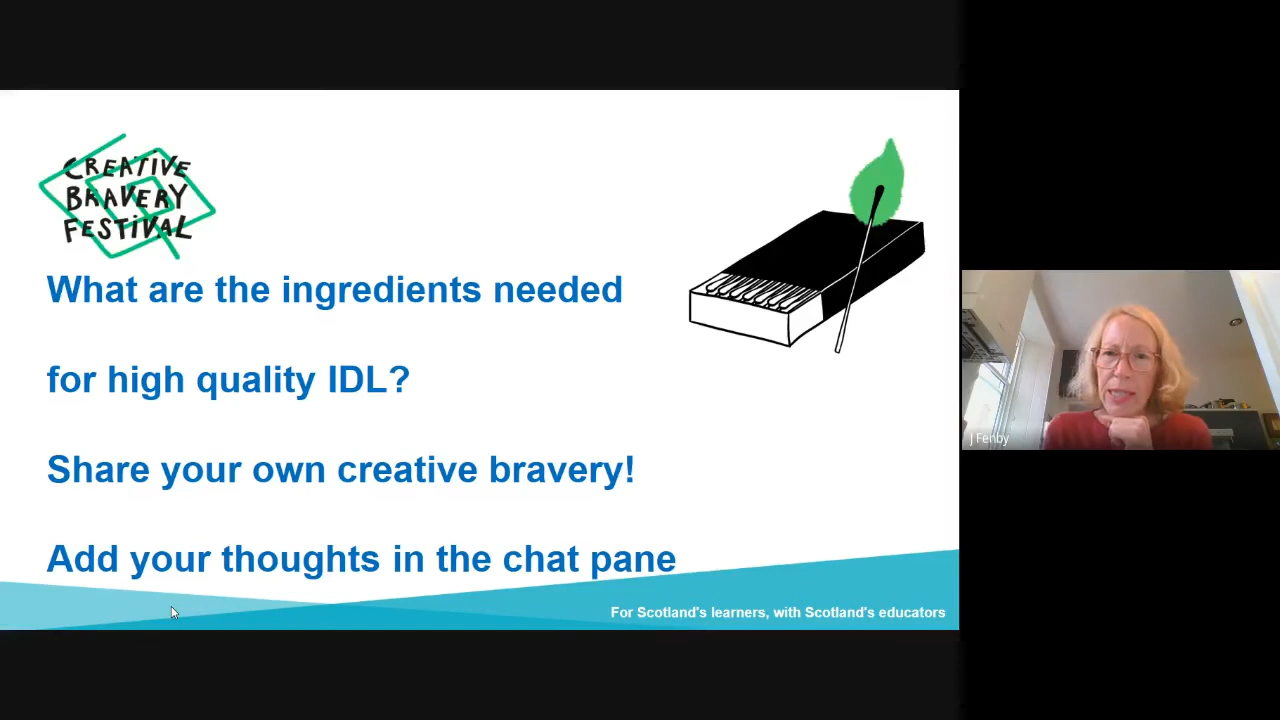 CREATIVE
BRAVERY
FESTIVAL
What are the ingredients needed
for high quality IDL?
Share your own creative bravery!
Add your thoughts in the chat pane
For Scotland's learners, with Scotland's educators
J Fenby